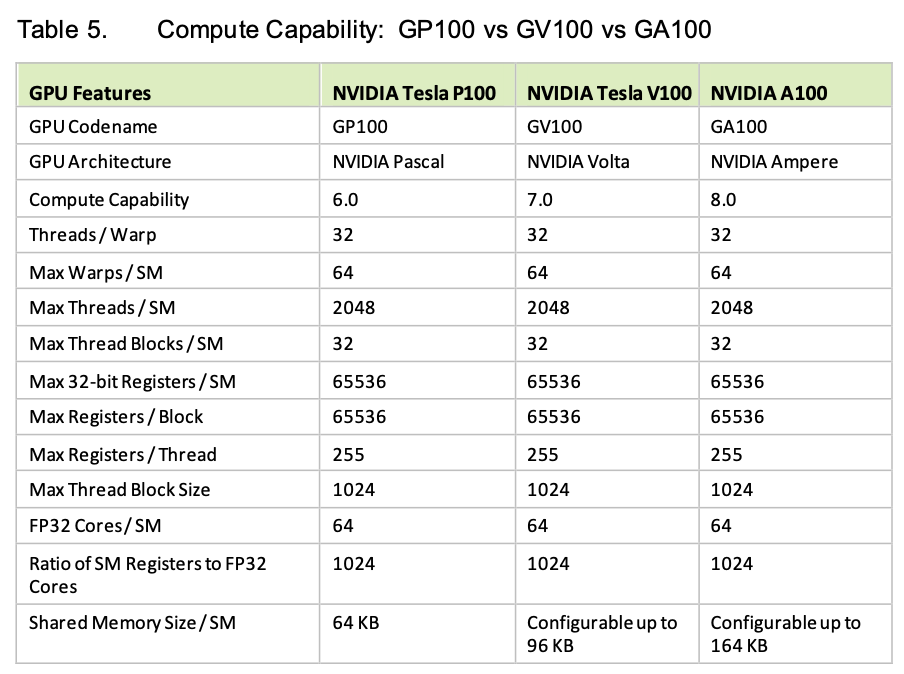 Table 5. Compute Capability: GP100 vs GV100 vs GA100
GPU Features NVIDIA Tesla P100 NVIDIA Tesla V100 NVIDIA A100
GPU Codename GP100 GV100 GA100
GPU Architecture NVIDIA Pascal NVIDIA Volta NVIDIA Ampere
Compute Capability 6.0 7.0 8.0
Threads / Warp 32 32 32
Max Warps / SM 64 64 64
Max Threads / SM 2048 2048 2048
Max Thread Blocks / SM 32 32 32
Max 32-bit Registers / SM 65536 65536 65536
Max Registers / Block 65536 65536 65536
Max Registers / Thread 255 255 255
Max Thread Block Size 1024 1024 1024
FP32 Cores / SM 64 64 64
Ratio of SM Registers to FP32 1024 1024 1024
Cores
Shared Memory Size / SM 64 KB Configurable up to Configurable up to
96 KB 164 KB